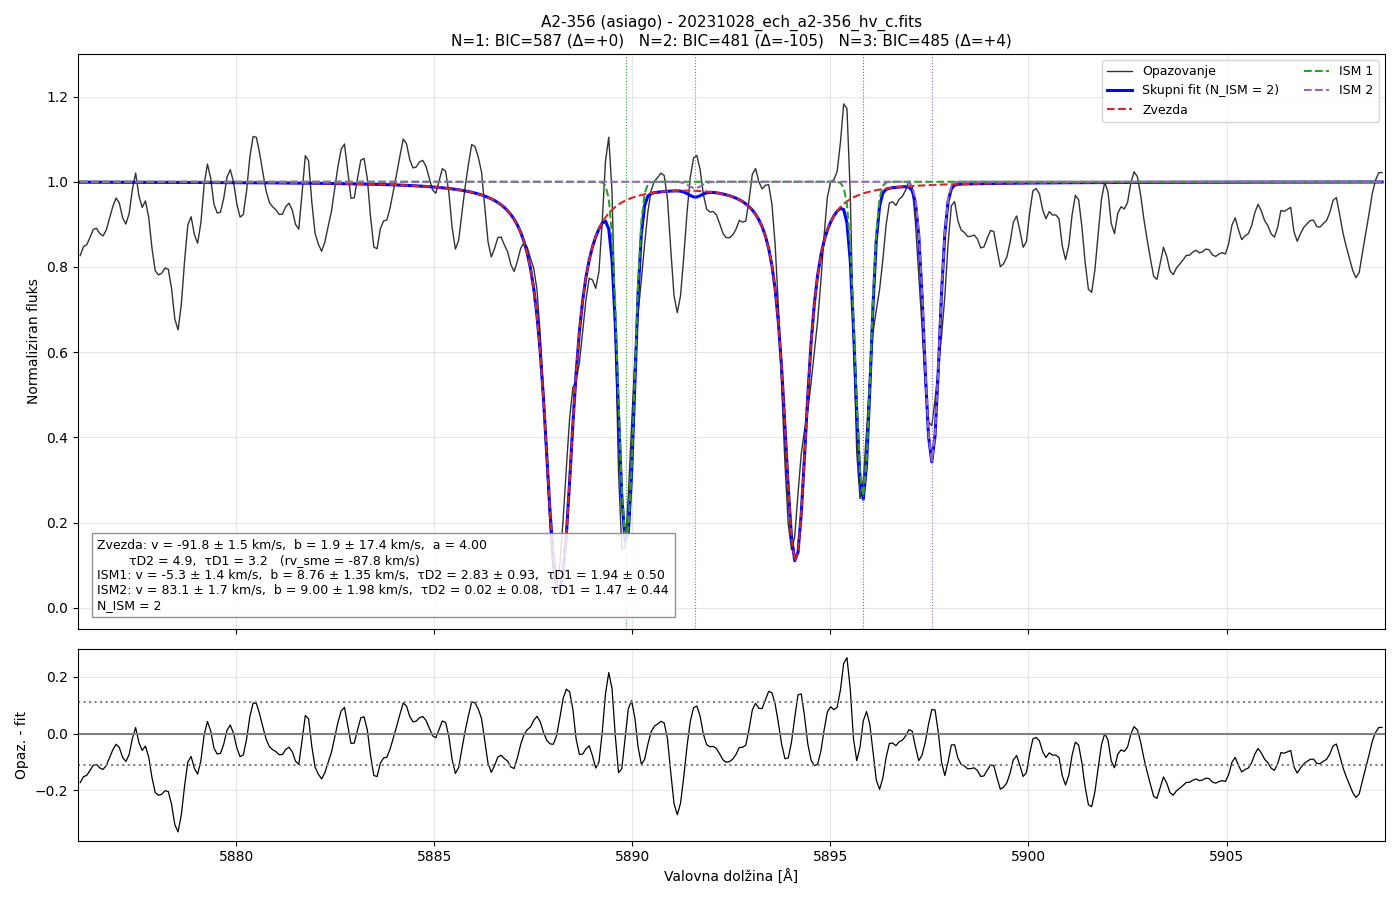 A2-356 (asiago) - 20231028_ech_a2-356_hv_c.fits
N=1: BIC=587 (Δ=+0)   N=2: BIC=481 (Δ=-105)   N=3: BIC=485 (Δ=+4)
Opazovanje
Skupni fit (N_ISM = 2)
Zvezda
ISM 1
ISM 2
Normaliziran fluks
1.2
1.0
0.8
0.6
0.4
0.2
0.0
Zvezda: v = -91.8 ± 1.5 km/s,  b = 1.9 ± 17.4 km/s,  a = 4.00
τD2 = 4.9,  τD1 = 3.2   (rv_sme = -87.8 km/s)
ISM1: v = -5.3 ± 1.4 km/s,  b = 8.76 ± 1.35 km/s,  τD2 = 2.83 ± 0.93,  τD1 = 1.94 ± 0.50
ISM2: v = 83.1 ± 1.7 km/s,  b = 9.00 ± 1.98 km/s,  τD2 = 0.02 ± 0.08,  τD1 = 1.47 ± 0.44
N_ISM = 2
Opaz. - fit
0.2
0.0
−0.2
5880 5885 5890 5895 5900 5905
Valovna dolžina [Å]